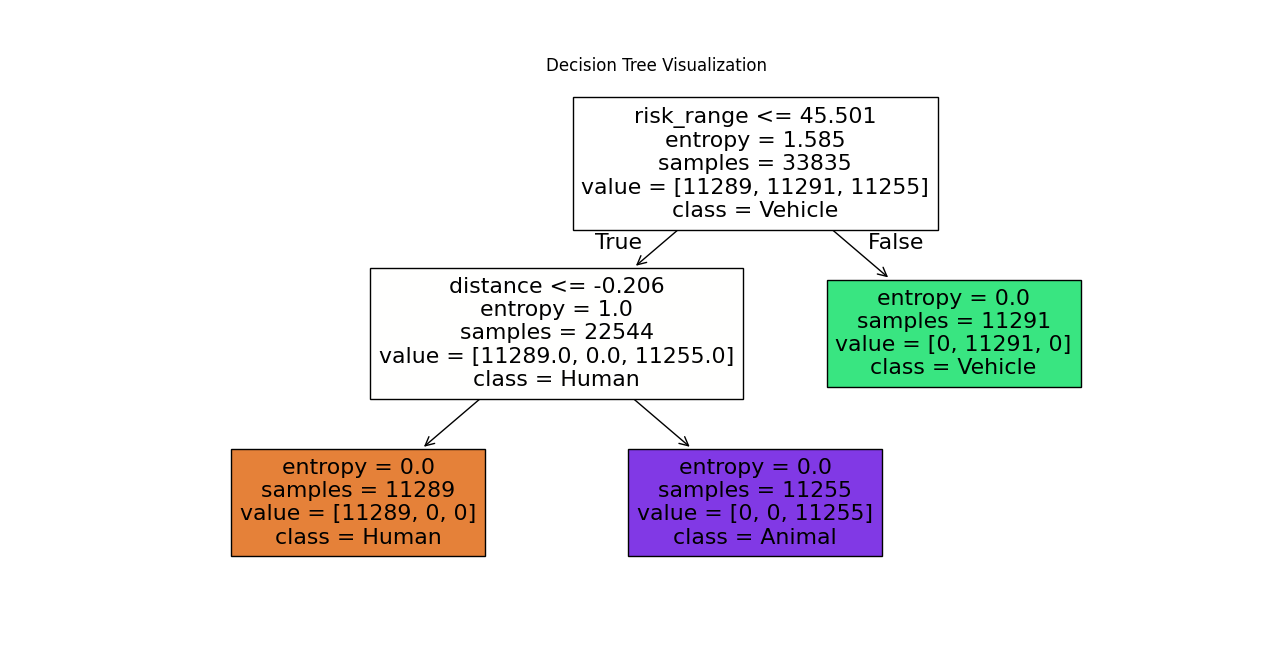 Decision Tree Visualization
risk_range <= 45.501
entropy = 1.585
samples = 33835
value = [11289, 11291, 11255]
class = Vehicle
True
False
distance <= -0.206
entropy = 1.0
samples = 22544
value = [11289.0, 0.0, 11255.0]
class = Human
entropy = 0.0
samples = 11291
value = [0, 11291, 0]
class = Vehicle
entropy = 0.0
samples = 11289
value = [11289, 0, 0]
class = Human
entropy = 0.0
samples = 11255
value = [0, 0, 11255]
class = Animal